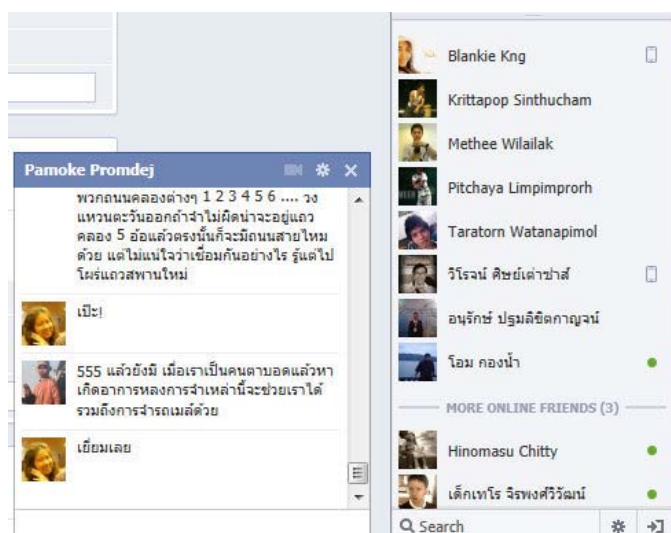 Pamoke Promdej
พวกถนนคลองต่างๆ 1 2 3 4 5 6 .... วง
แหวนตะวันออกถ้าจำไม่ผิดน่าจะอยู่แถว
คลอง 5 อ้อแล้วตรงนั้นก็จะมีถนนสายไหม
ด้วย แต่ไม่แน่ใจว่าเชื่อมกันอย่างไร รู้แต่ไป
โผร่แถวสพานใหม่
เป๊ะ!
555 แล้วยังมี เมื่อเราเป็นคนตาบอดแล้วหา
เกิดอาการหลงการจำเหล่านี้จะช่วยเราได้
รวมถึงการจำรถเมล์ด้วย
เยี่ยมเลย
Blankie Kng
Krittapop Sinthucham
Methee Wilailak
Pitchaya Limpimprorh
Taratorn Watanapimol
วิโรจน์ ศิษย์เต่าซ่าส์
อนุรักษ์ ปฐมลิขิตกาญจน์
โอม กองน้ำ
MORE ONLINE FRIENDS (3)
Hinomasu Chitty
เด็กเทโร จิรพงศ์วิวัฒน์
Search